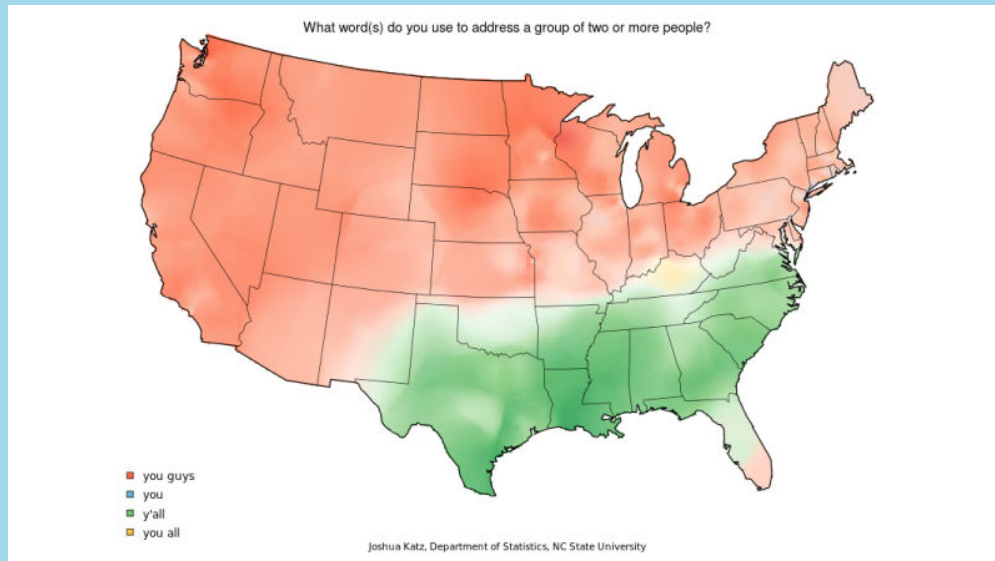 What word(s) do you use to address a group of two or more people?
you guys
you
y'all
you all
Joshua Katz, Department of Statistics, NC State University